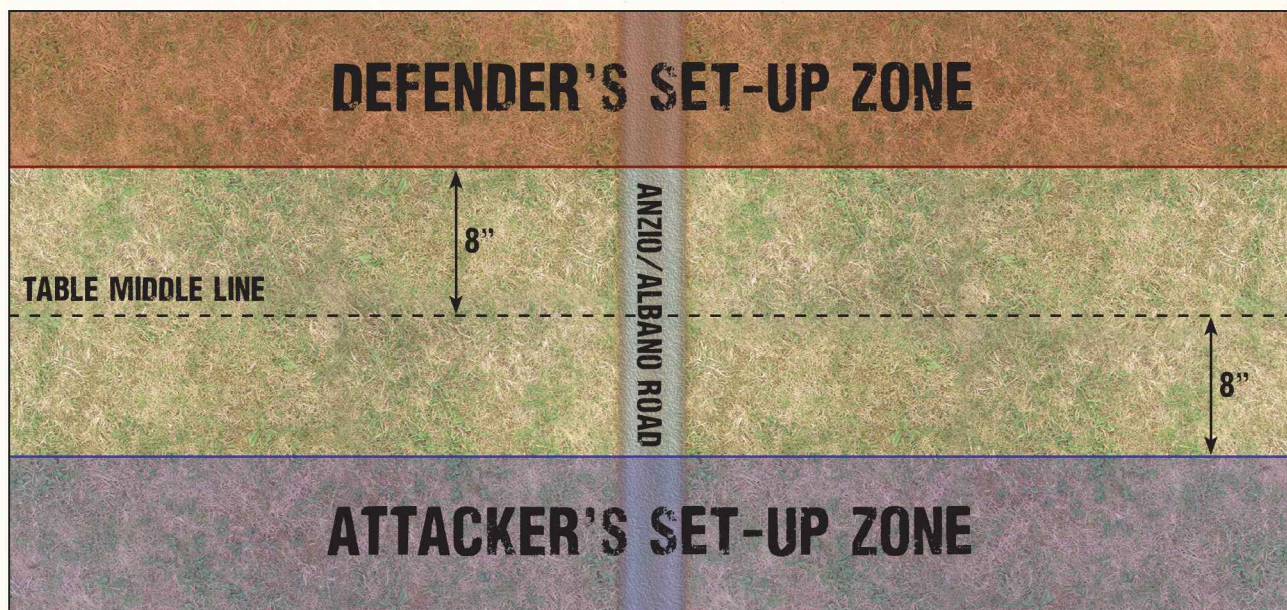 DEFENDER'S SET-UP ZONE
ANZIO/ALBANO ROAD
8”
TABLE MIDDLE LINE
8”
ATTACKER'S SET-UP ZONE